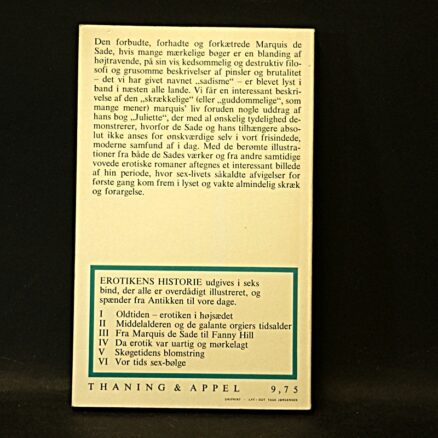 Den forbudte, forhadte og forkætrede Marquis de
Sade, hvis mange mærkelige bøger er en blanding af
højtravende, på sin vis kedsommelig og destruktiv filo-
sofi og grusomme beskrivelser af pinsler og brutalitet
– det vi har givet navnet „sadisme“ – er blevet lyst i
band i næsten alle lande. Vi får en interessant beskri-
velse af den „skrækkelige“ (eller „guddommelige“, som
mange mener) marquis' liv foruden nogle uddrag af
hans bog „Juliette“, der med al ønskelig tydelighed de-
monstrerer, hvorfor de Sade og hans tilhængere abso-
lut ikke anses for ønskværdige selv i vort frisindede,
moderne samfund af i dag. Med de berømte illustra-
tioner fra både de Sades værker og fra andre samtidige
vovede erotiske romaner aftegnes et interessant billede
af hin periode, hvor sex-livets såkaldte afvigelser for
første gang kom frem i lyset og vakte almindelig skræk
og forargelse.
EROTIKENS HISTORIE udgives i seks
bind, der alle er overdådigt illustreret, og
spænder fra Antikken til vore dage.
I Oldtiden – erotiken i højsædet
II Middelalderen og de galante orgiers tidsalder
III Fra Marquis de Sade til Fanny Hill
IV Da erotik var uartig og mørkelagt
V Skøgetidens blomstring
VI Vor tids sex-bølge
THANING & APPEL 9,75